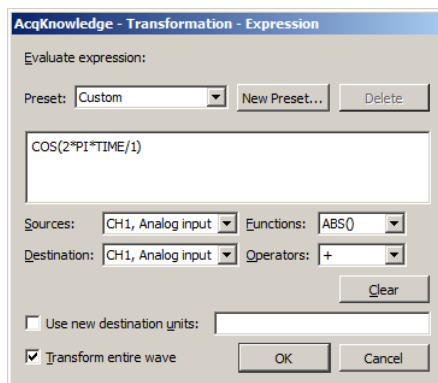 AcqKnowledge - Transformation - Expression
Evaluate expression:
Preset: Custom New Preset... Delete
COS(2*PI*TIME/1)
Sources: CH1, Analog input Functions: ABS()
Destination: CH1, Analog input Operators: +
Clear
Use new destination units:
Transform entire wave OK Cancel